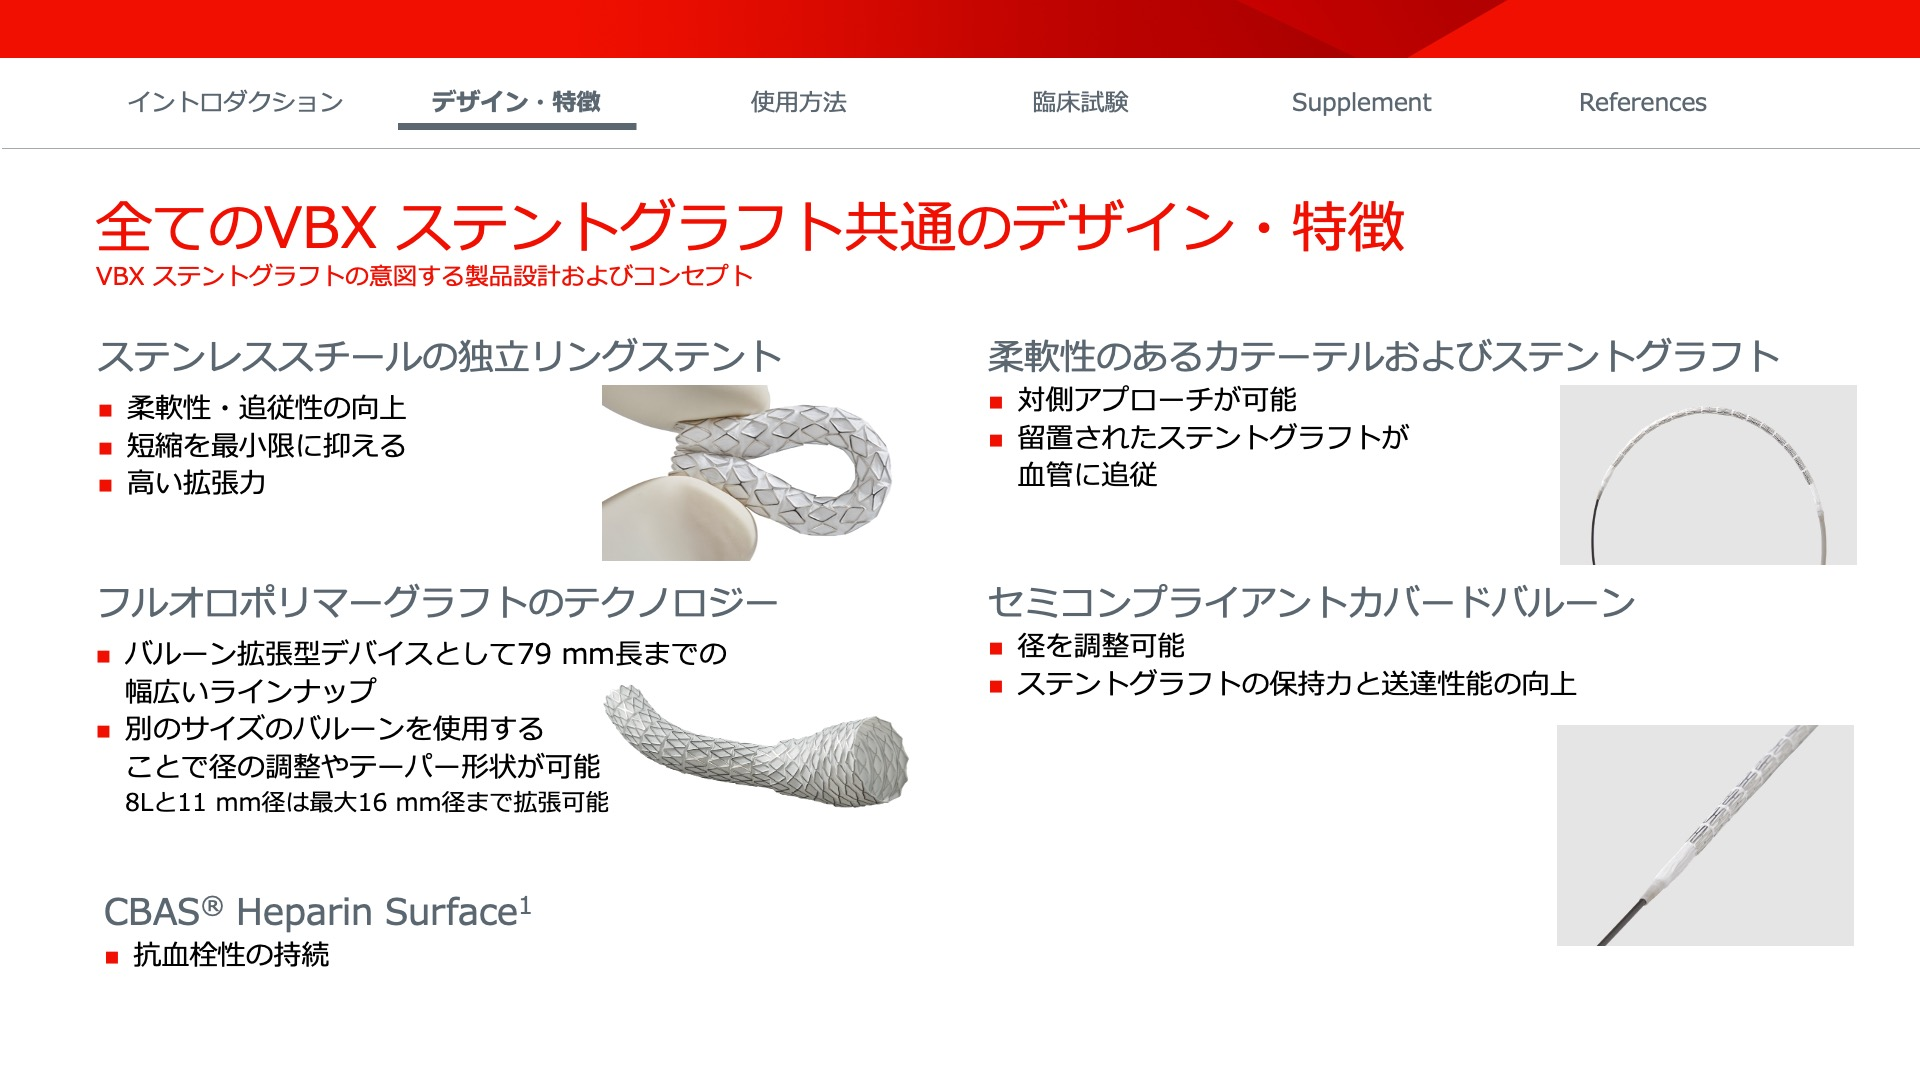 イントロダクション
デザイン・特徴
使用方法
臨床試験
Supplement
References
全てのVBX ステントグラフト共通のデザイン・特徴
VBX ステントグラフトの意図する製品設計およびコンセプト
ステンレススチールの独立リングステント
■ 柔軟性・追従性の向上
■ 短縮を最小限に抑える
■ 高い拡張力
フルオロポリマーグラフトのテクノロジー
■ バルーン拡張型デバイスとして79 mm長までの
幅広いラインナップ
■ 別のサイズのバルーンを使用する
ことで径の調整やテーパー形状が可能
8Lと11 mm径は最大16 mm径まで拡張可能
CBAS® Heparin Surface¹
■ 抗血栓性の持続
柔軟性のあるカテーテルおよびステントグラフト
■ 対側アプローチが可能
■ 留置されたステントグラフトが
血管に追従
セミコンプライアントカバードバルーン
■ 径を調整可能
■ ステントグラフトの保持力と送達性能の向上